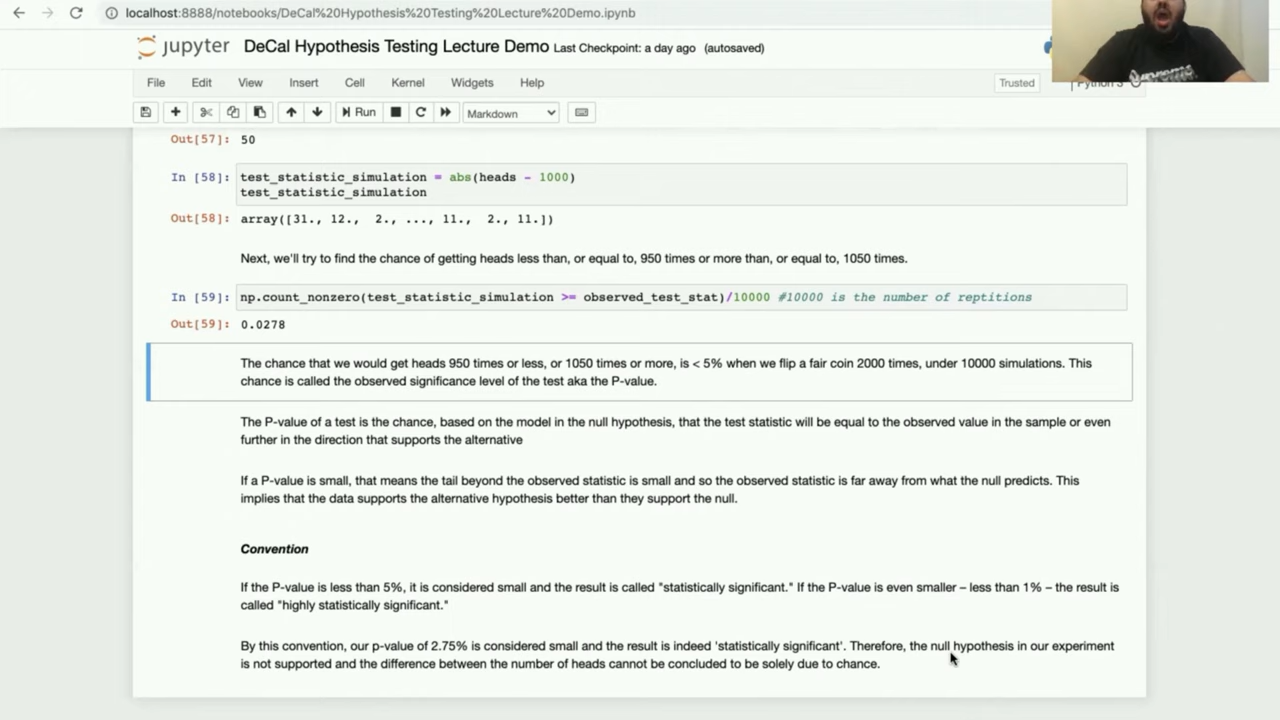 localhost:8888/notebooks/DeCal%20Hypothesis%20Testing%20Lecture%20Demo.ipynb
jupyter DeCal Hypothesis Testing Lecture Demo Last Checkpoint: a day ago (autosaved)
File Edit View Insert Cell Kernel Widgets Help Trusted Python 3
Run Markdown
Out[57]: 50
In [58]: test_statistic_simulation = abs(heads - 1000)
test_statistic_simulation
Out[58]: array([31., 12., 2., ..., 11., 2., 11.])
Next, we'll try to find the chance of getting heads less than, or equal to, 950 times or more than, or equal to, 1050 times.
In [59]: np.count_nonzero(test_statistic_simulation >= observed_test_stat)/10000 #10000 is the number of reptitions
Out[59]: 0.0278
The chance that we would get heads 950 times or less, or 1050 times or more, is < 5% when we flip a fair coin 2000 times, under 10000 simulations. This
chance is called the observed significance level of the test aka the P-value.
The P-value of a test is the chance, based on the model in the null hypothesis, that the test statistic will be equal to the observed value in the sample or even
further in the direction that supports the alternative
If a P-value is small, that means the tail beyond the observed statistic is small and so the observed statistic is far away from what the null predicts. This
implies that the data supports the alternative hypothesis better than they support the null.
Convention
If the P-value is less than 5%, it is considered small and the result is called "statistically significant." If the P-value is even smaller – less than 1% – the result is
called "highly statistically significant."
By this convention, our p-value of 2.75% is considered small and the result is indeed 'statistically significant'. Therefore, the null hypothesis in our experiment
is not supported and the difference between the number of heads cannot be concluded to be solely due to chance.